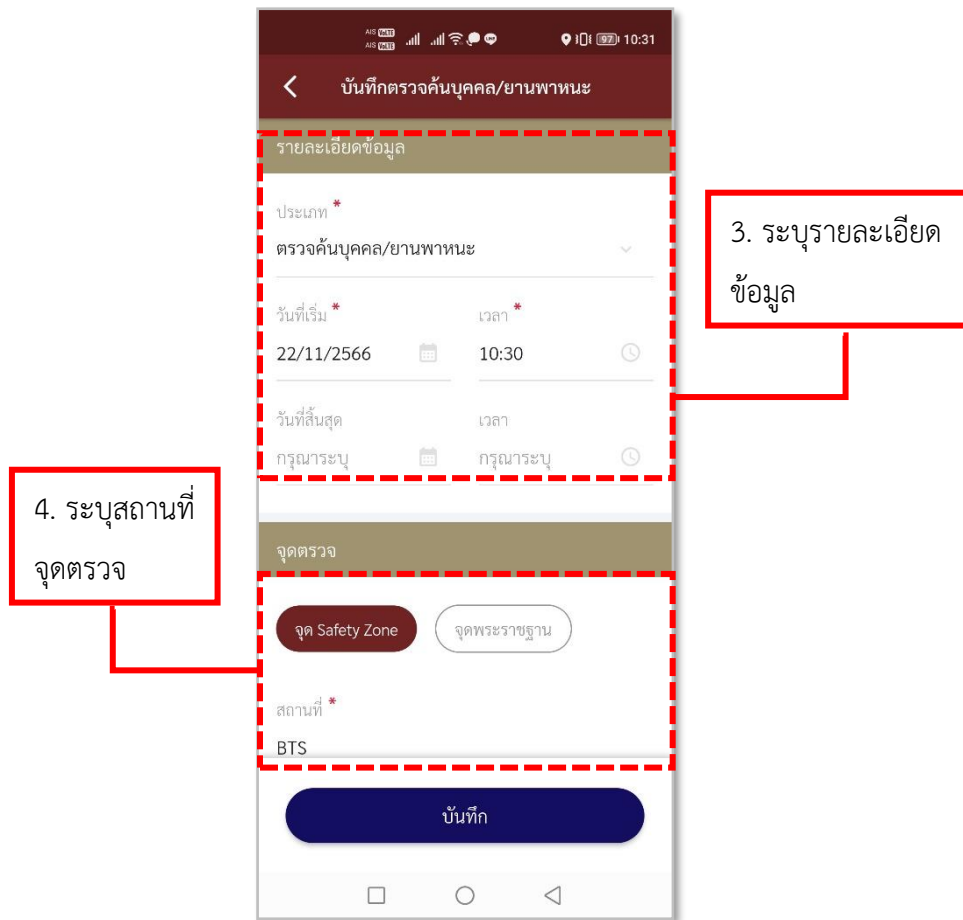 AIS VoLTE
AIS VoLTE
97 10:31
บันทึกตรวจค้นบุคคล/ยานพาหนะ
รายละเอียดข้อมูล
ประเภท *
ตรวจค้นบุคคล/ยานพาหนะ
วันที่เริ่ม * เวลา *
22/11/2566 10:30
วันที่สิ้นสุด เวลา
กรุณาระบุ กรุณาระบุ
3. ระบุรายละเอียด
ข้อมูล
4. ระบุสถานที่
จุดตรวจ
จุดตรวจ
จุด Safety Zone จุดพระราชฐาน
สถานที่ *
BTS
บันทึก